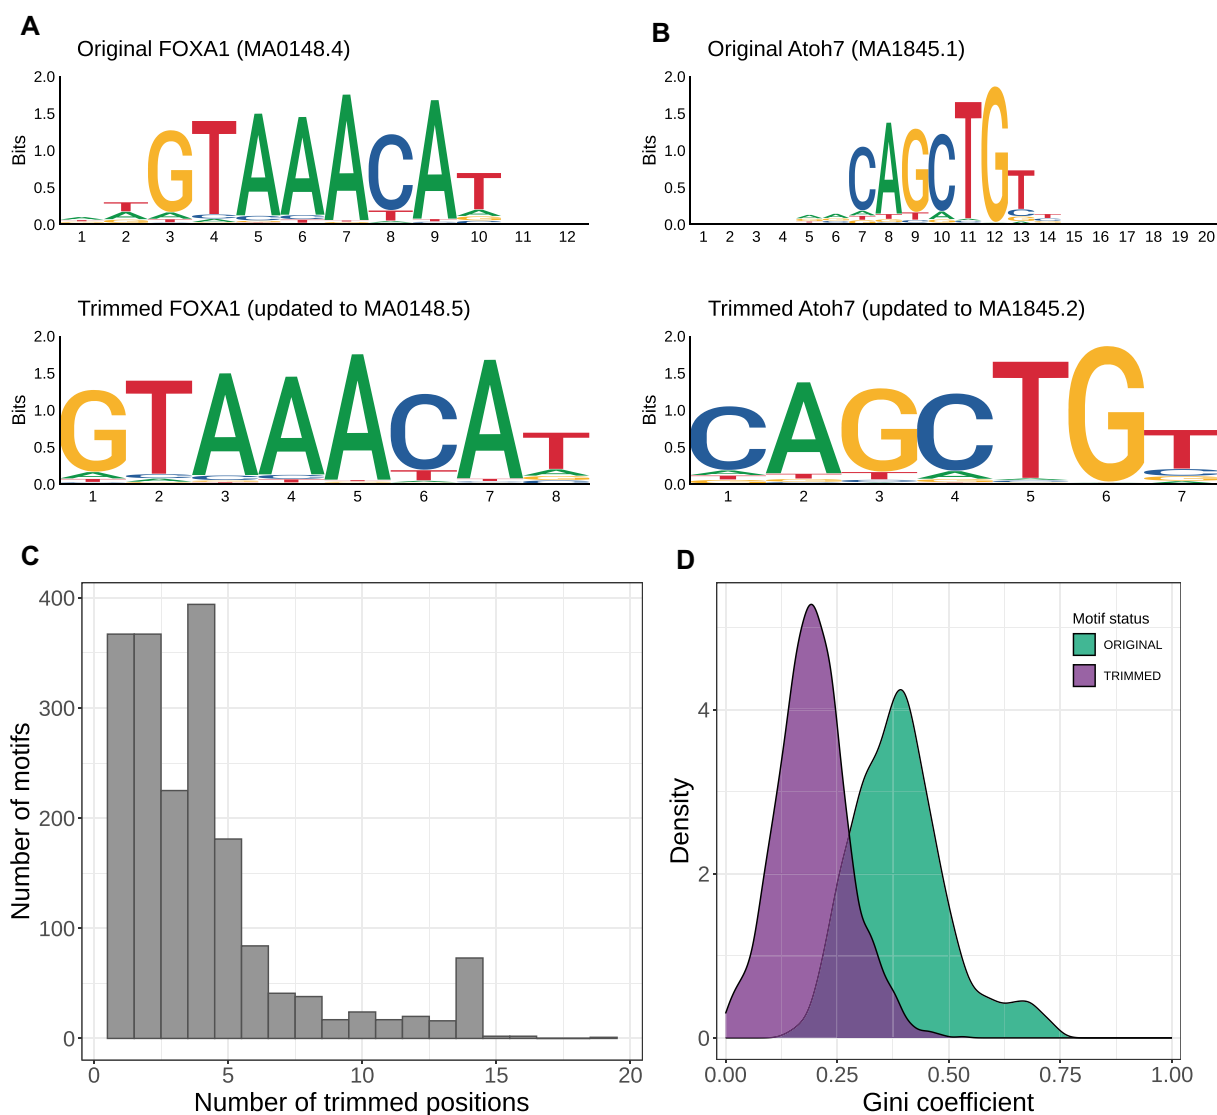 A
Original FOXA1 (MA0148.4)
2.0
1.5
1.0
0.5
0.0
Bits
GTAAACAT
1 2 3 4 5 6 7 8 9 10 11 12
B
Original Atoh7 (MA1845.1)
2.0
1.5
1.0
0.5
0.0
Bits
CAGCTGT
1 2 3 4 5 6 7 8 9 10 11 12 13 14 15 16 17 18 19 20
Trimmed FOXA1 (updated to MA0148.5)
2.0
1.5
1.0
0.5
0.0
Bits
GTAAACAT
1 2 3 4 5 6 7 8
Trimmed Atoh7 (updated to MA1845.2)
2.0
1.5
1.0
0.5
0.0
Bits
CAGCTGT
1 2 3 4 5 6 7
C
400
300
200
100
0
Number of motifs
0 5 10 15 20
Number of trimmed positions
D
4
2
0
Density
Motif status
ORIGINAL
TRIMMED
0.00 0.25 0.50 0.75 1.00
Gini coefficient